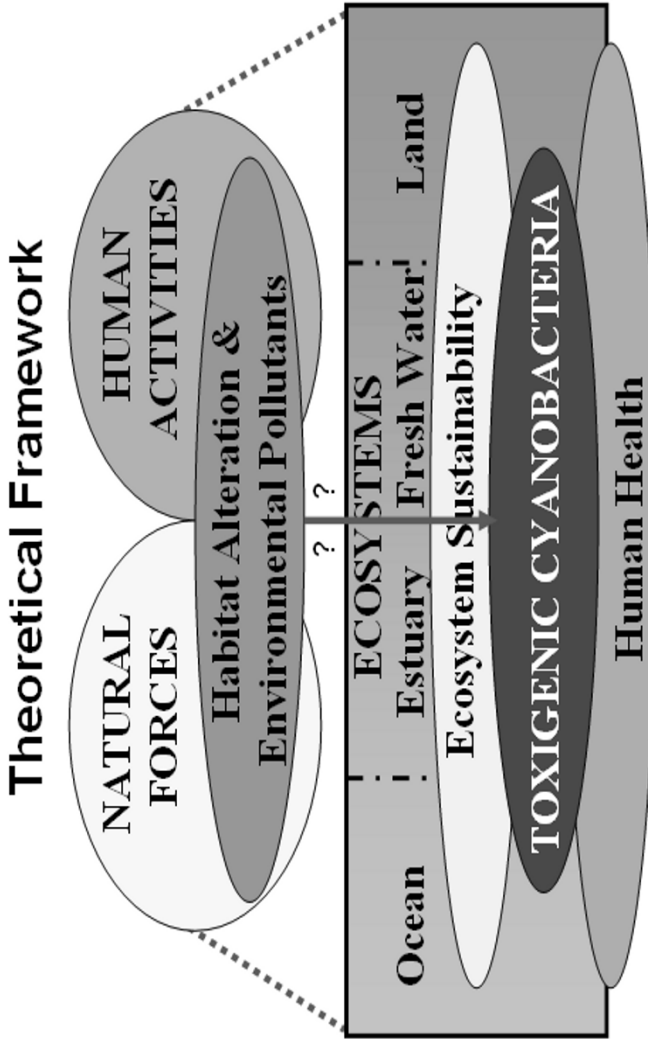 Theoretical Framework
NATURAL
FORCES
HUMAN
ACTIVITIES
Habitat Alteration &
Environmental Pollutants
? ?
ECOSYSTEMS
Ocean Estuary Fresh Water Land
Ecosystem Sustainability
TOXIGENIC CYANOBACTERIA
Human Health